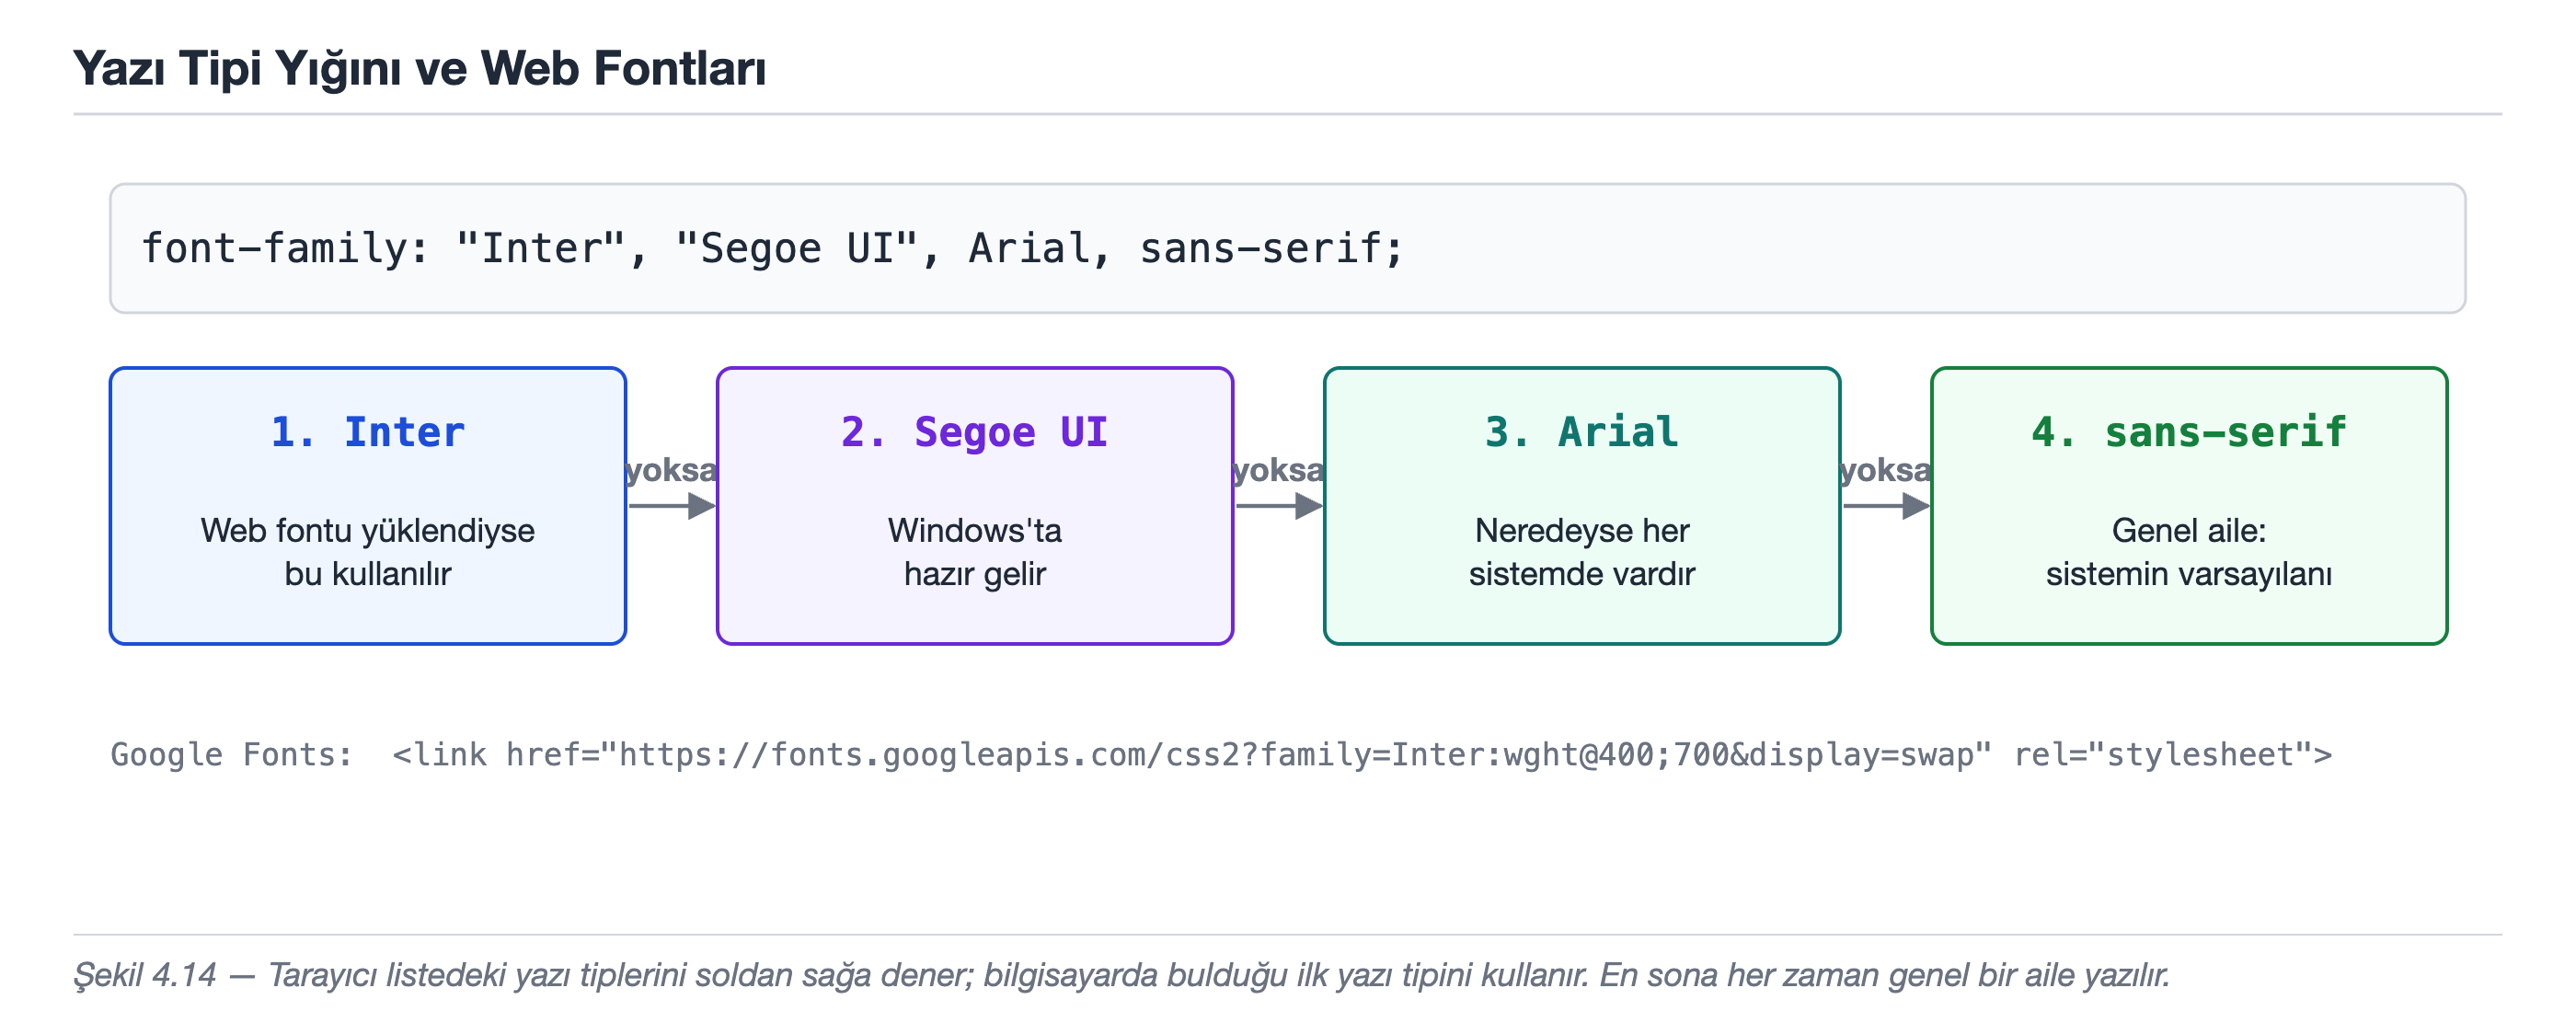 Yazı Tipi Yığını ve Web Fontları
font-family: "Inter", "Segoe UI", Arial, sans-serif;
1. Inter
Web fontu yüklendiyse
bu kullanılır
yoksa
2. Segoe UI
Windows'ta
hazır gelir
yoksa
3. Arial
Neredeyse her
sistemde vardır
yoksa
4. sans-serif
Genel aile:
sistemin varsayılanı
Google Fonts:  <link href="https://fonts.googleapis.com/css2?family=Inter:wght@400;700&display=swap" rel="stylesheet">
Şekil 4.14 — Tarayıcı listedeki yazı tiplerini soldan sağa dener; bilgisayarda bulduğu ilk yazı tipini kullanır. En sona her zaman genel bir aile yazılır.